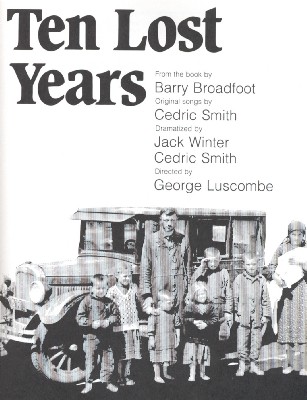 Ten Lost
Years
From the book by
Barry Broadfoot
Original songs by
Cedric Smith
Dramatized by
Jack Winter
Cedric Smith
Directed by
George Luscombe